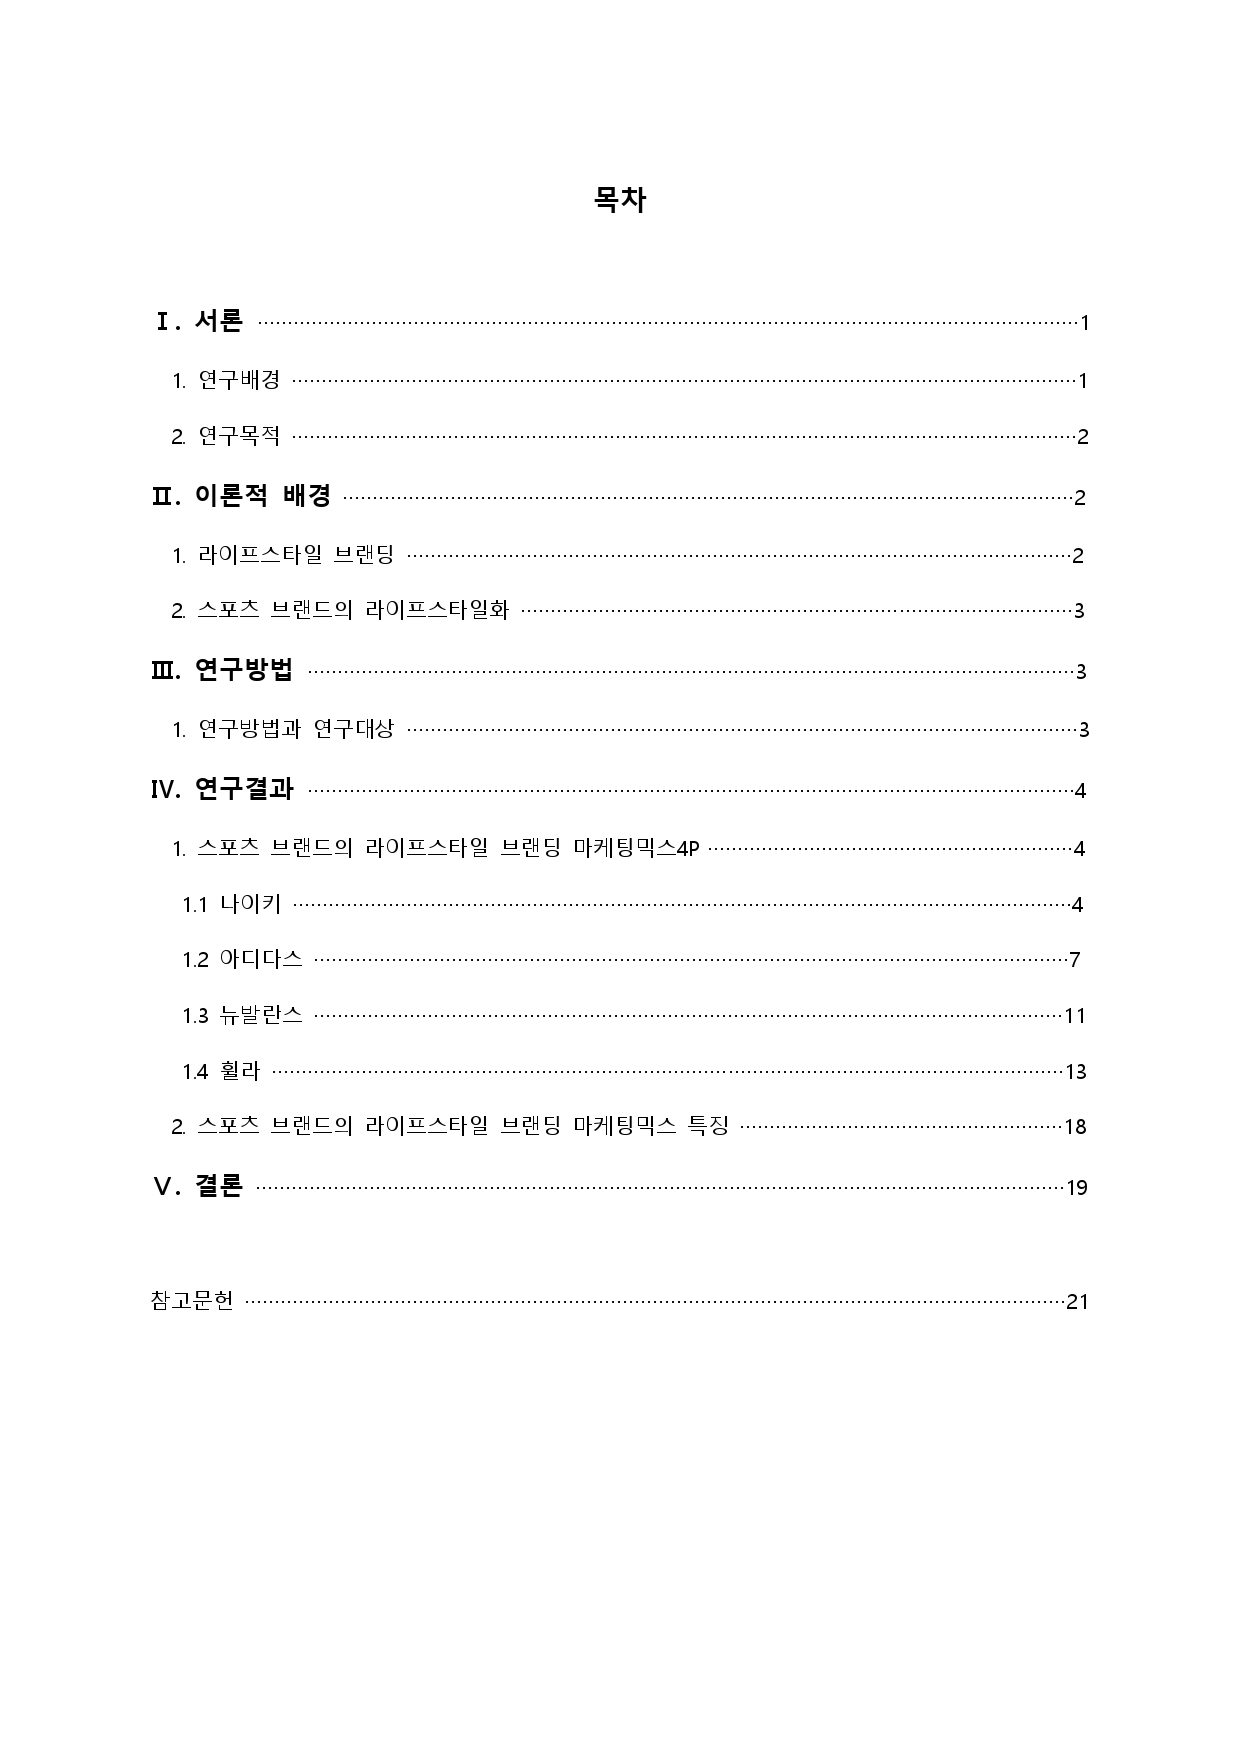 목차
Ⅰ. 서론 ⋯⋯⋯⋯⋯⋯⋯⋯⋯⋯⋯⋯⋯⋯⋯⋯1
1. 연구배경 ⋯⋯⋯⋯⋯⋯⋯⋯⋯⋯⋯⋯⋯⋯⋯⋯1
2. 연구목적 ⋯⋯⋯⋯⋯⋯⋯⋯⋯⋯⋯⋯⋯⋯⋯⋯2
Ⅱ. 이론적 배경 ⋯⋯⋯⋯⋯⋯⋯⋯⋯⋯⋯⋯⋯⋯2
1. 라이프스타일 브랜딩 ⋯⋯⋯⋯⋯⋯⋯⋯⋯⋯⋯⋯2
2. 스포츠 브랜드의 라이프스타일화 ⋯⋯⋯⋯⋯⋯⋯⋯3
Ⅲ. 연구방법 ⋯⋯⋯⋯⋯⋯⋯⋯⋯⋯⋯⋯⋯⋯3
1. 연구방법과 연구대상 ⋯⋯⋯⋯⋯⋯⋯⋯⋯⋯⋯⋯3
Ⅳ. 연구결과 ⋯⋯⋯⋯⋯⋯⋯⋯⋯⋯⋯⋯⋯⋯4
1. 스포츠 브랜드의 라이프스타일 브랜딩 마케팅믹스4P ⋯⋯⋯⋯⋯⋯4
1.1 나이키 ⋯⋯⋯⋯⋯⋯⋯⋯⋯⋯⋯⋯⋯⋯⋯⋯4
1.2 아디다스 ⋯⋯⋯⋯⋯⋯⋯⋯⋯⋯⋯⋯⋯⋯⋯⋯7
1.3 뉴발란스 ⋯⋯⋯⋯⋯⋯⋯⋯⋯⋯⋯⋯⋯⋯⋯⋯11
1.4 휠라 ⋯⋯⋯⋯⋯⋯⋯⋯⋯⋯⋯⋯⋯⋯⋯⋯13
2. 스포츠 브랜드의 라이프스타일 브랜딩 마케팅믹스 특징 ⋯⋯⋯⋯⋯⋯18
Ⅴ. 결론 ⋯⋯⋯⋯⋯⋯⋯⋯⋯⋯⋯⋯⋯⋯⋯⋯19
참고문헌 ⋯⋯⋯⋯⋯⋯⋯⋯⋯⋯⋯⋯⋯⋯⋯⋯21